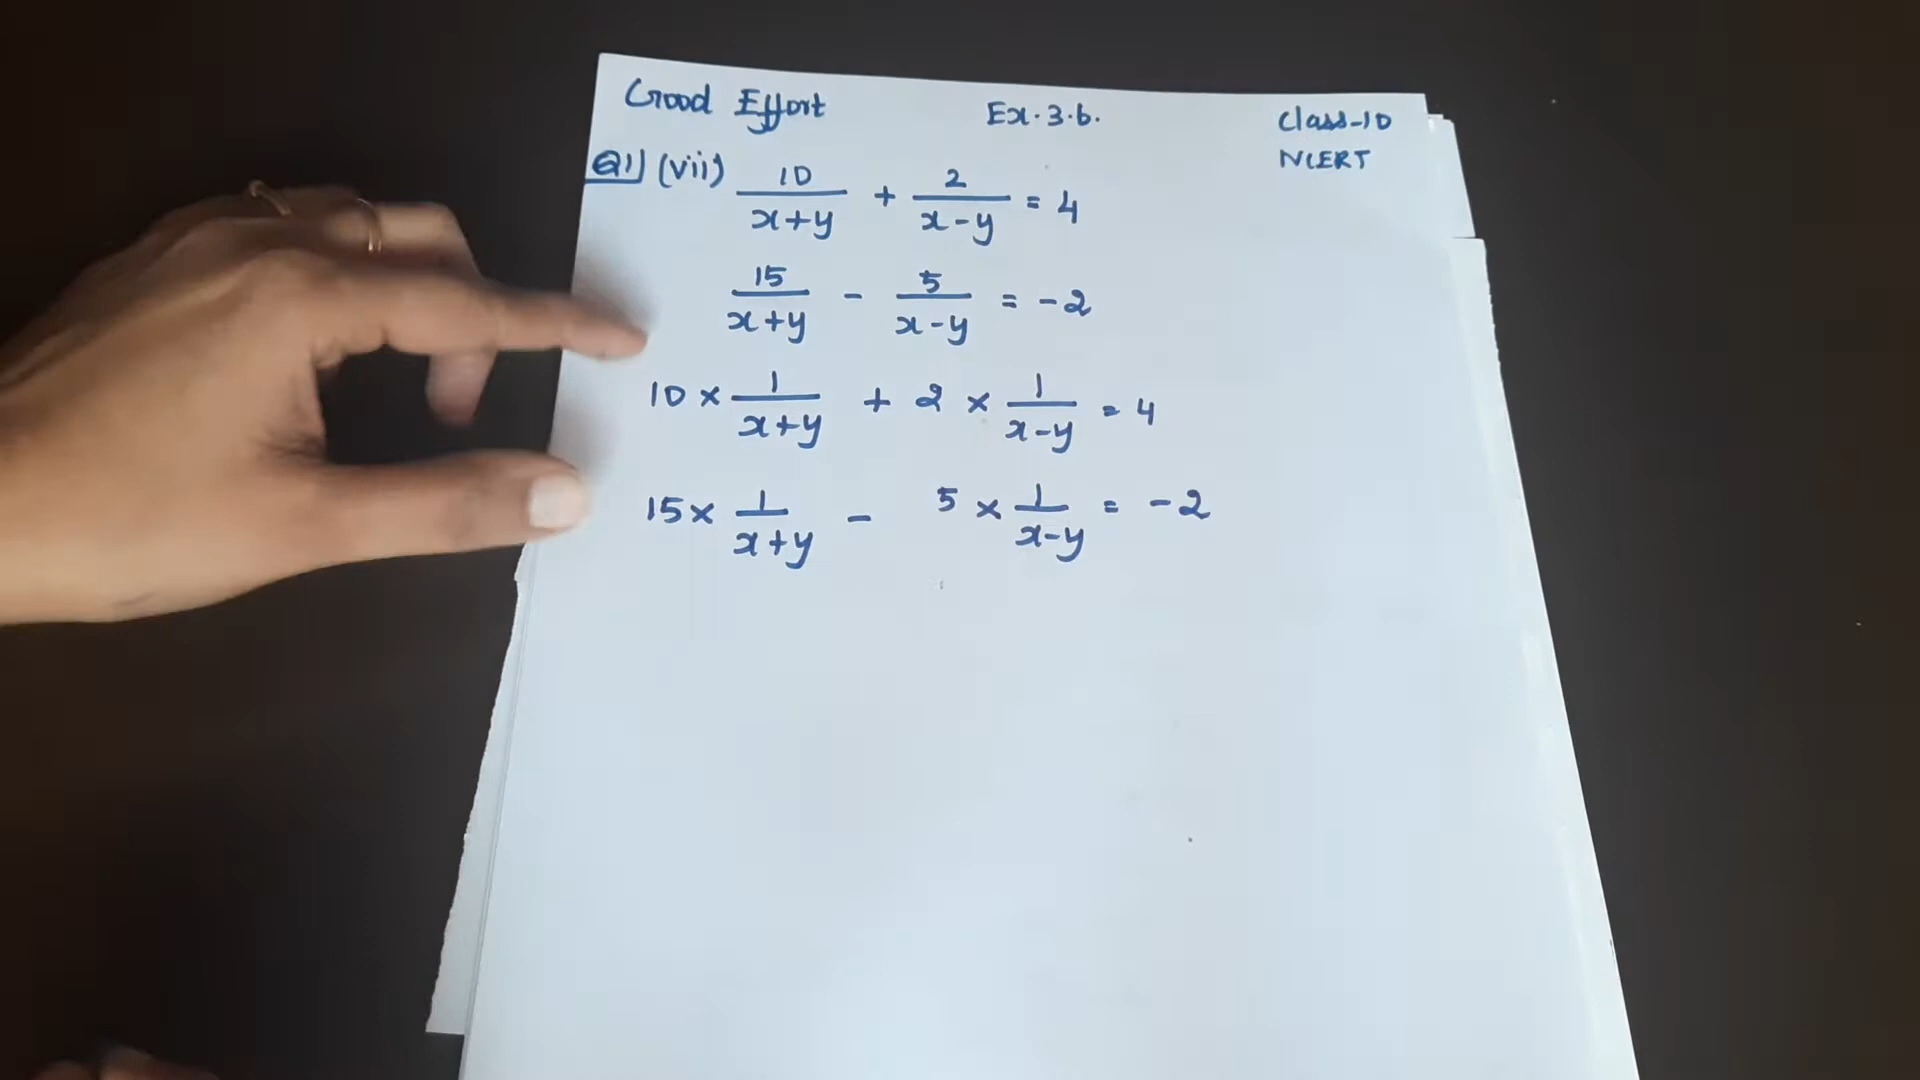 Good Effort Ex. 3.6. Class-10
NCERT
Q1) (vii) 10/(x+y) + 2/(x-y) = 4
15/(x+y) - 5/(x-y) = -2
10 × 1/(x+y) + 2 × 1/(x-y) = 4
15 × 1/(x+y) - 5 × 1/(x-y) = -2